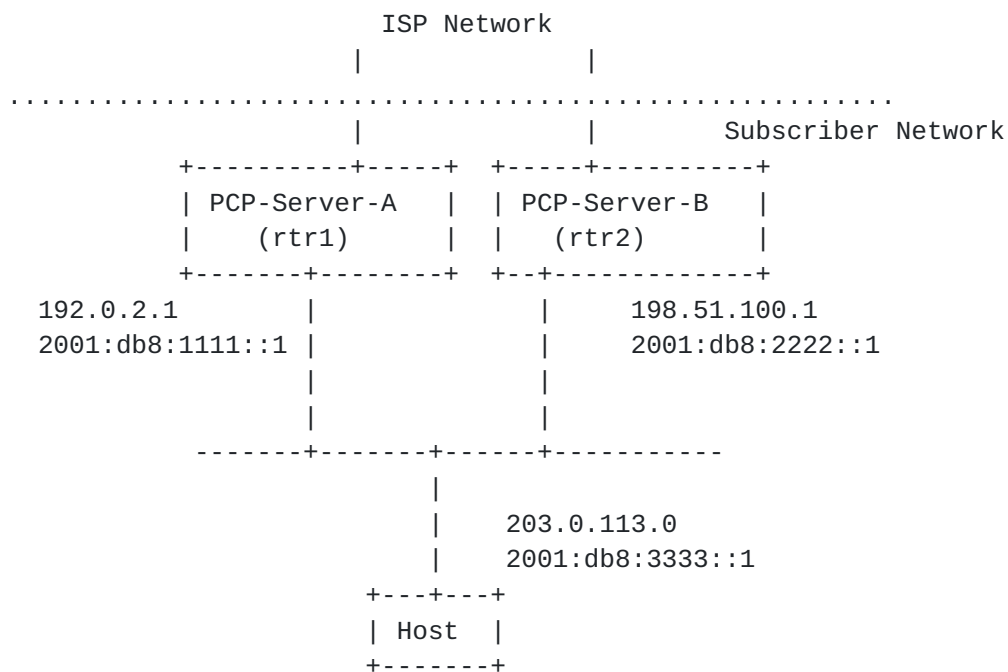 ISP Network
Subscriber Network
PCP-Server-A PCP-Server-B
(rtr1) (rtr2)
192.0.2.1 198.51.100.1
2001:db8:1111::1 2001:db8:2222::1
203.0.113.0
2001:db8:3333::1
Host